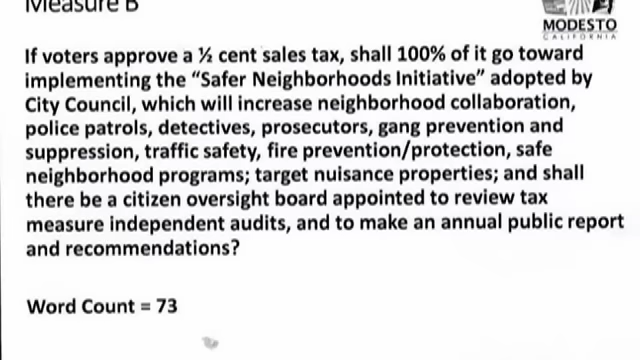 Measure B
MODESTO
CALIFORNIA
If voters approve a ½ cent sales tax, shall 100% of it go toward
implementing the “Safer Neighborhoods Initiative” adopted by
City Council, which will increase neighborhood collaboration,
police patrols, detectives, prosecutors, gang prevention and
suppression, traffic safety, fire prevention/protection, safe
neighborhood programs; target nuisance properties; and shall
there be a citizen oversight board appointed to review tax
measure independent audits, and to make an annual public report
and recommendations?
Word Count = 73